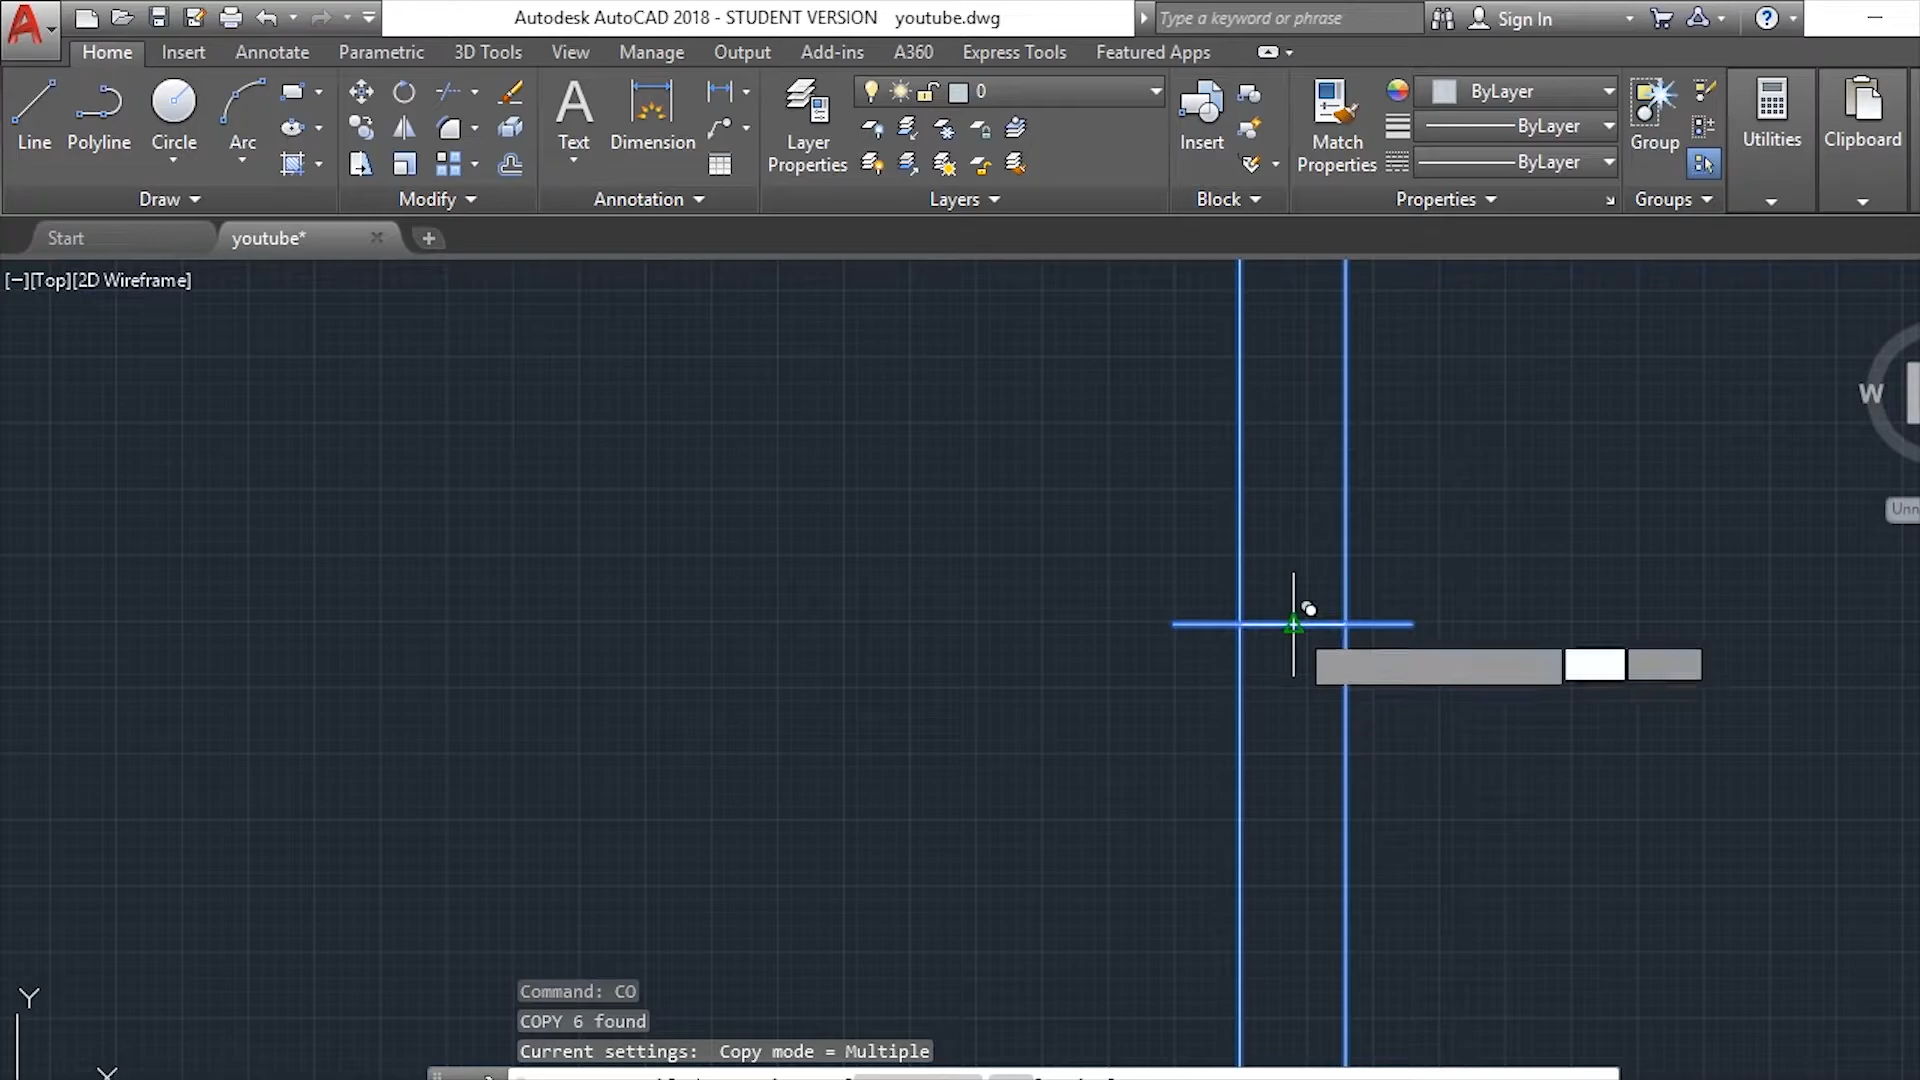 Autodesk AutoCAD 2018 - STUDENT VERSION youtube.dwg
Type a keyword or phrase
Sign In
Home Insert Annotate Parametric 3D Tools View Manage Output Add-ins A360 Express Tools Featured Apps
Line Polyline Circle Arc
Text Dimension
Layer Properties
0
Insert
Match Properties
ByLayer
ByLayer
ByLayer
Group
Utilities
Clipboard
Draw Modify Annotation Layers Block Properties Groups
Start youtube*
[−][Top][2D Wireframe]
W
Y
X
Command: CO
COPY 6 found
Current settings: Copy mode = Multiple